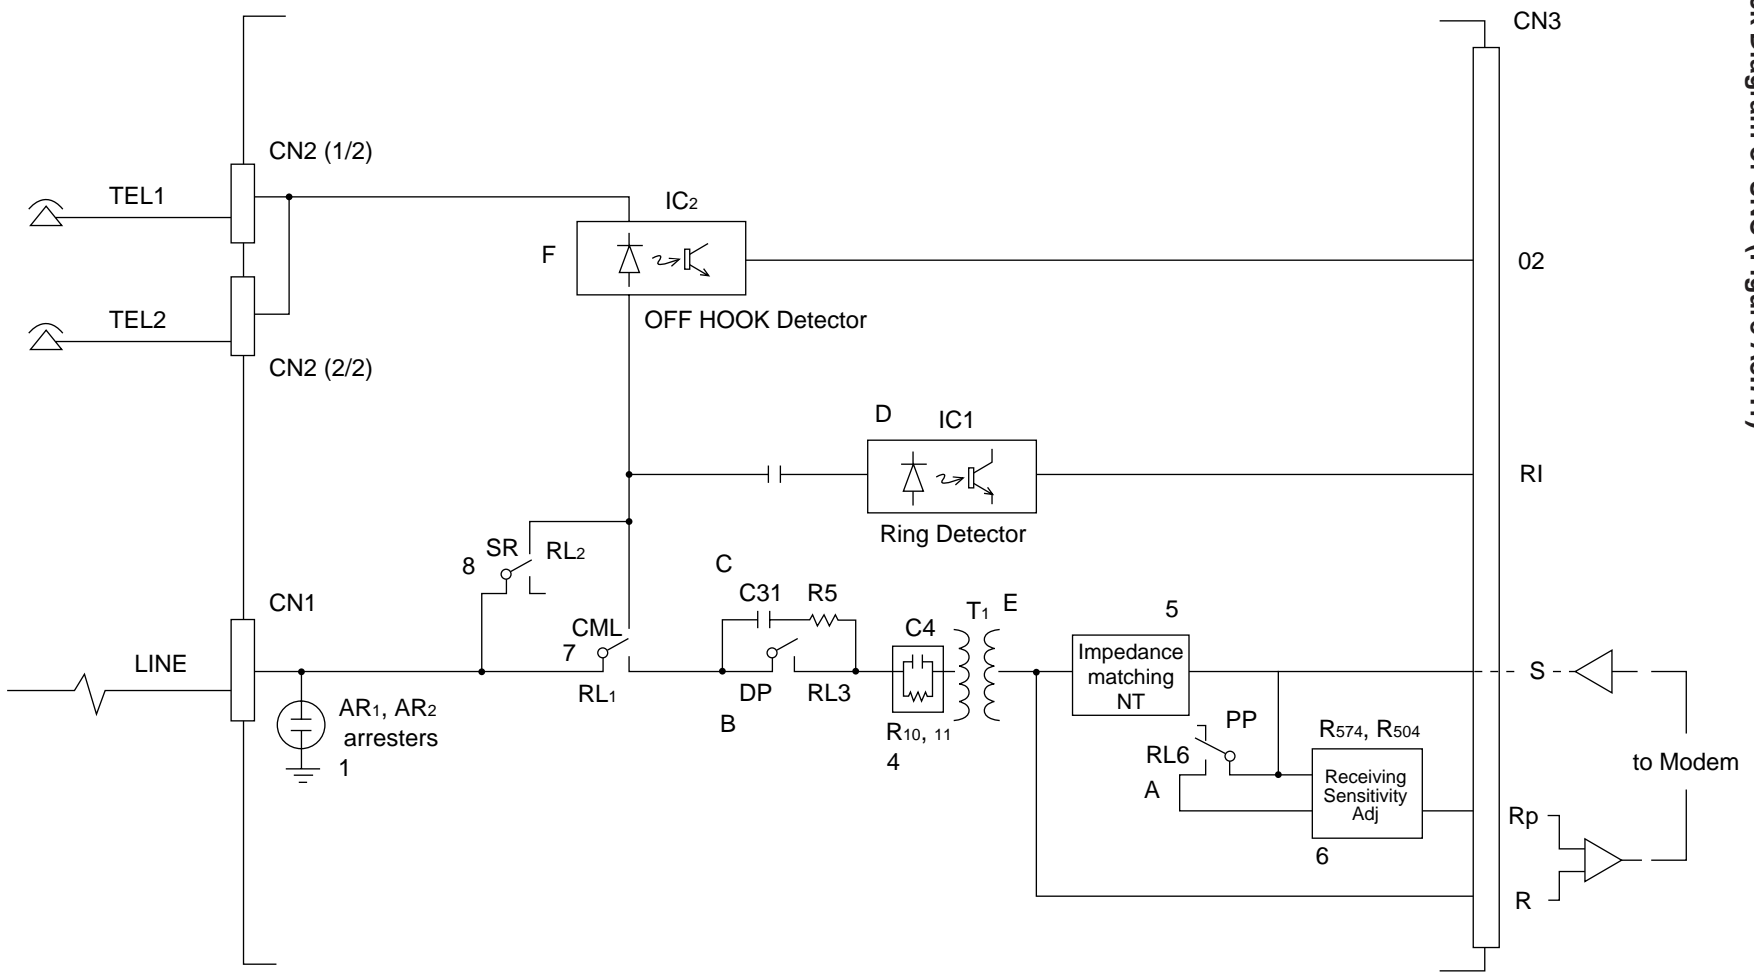 CN3
CN2 (1/2)
TEL1
IC2
F
02
OFF HOOK Detector
TEL2
CN2 (2/2)
D
IC1
RI
Ring Detector
SR
RL2
8
C
C31
R5
CN1
T1
E
5
CML
C4
7
LINE
Impedance
matching
NT
S
RL1
DP
RL3
AR1, AR2
arresters
1
B
R10, 11
4
PP
R574, R504
RL6
A
Receiving
Sensitivity
Adj
to Modem
Rp
6
R